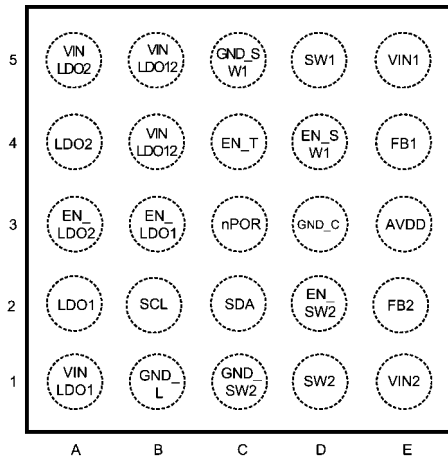 5 VIN LDO2 VIN LDO12 GND_S W1 SW1 VIN1
4 LDO2 VIN LDO12 EN_T EN_S W1 FB1
3 EN_ LDO2 EN_ LDO1 nPOR GND_C AVDD
2 LDO1 SCL SDA EN_ SW2 FB2
1 VIN LDO1 GND_ L GND_ SW2 SW2 VIN2
A B C D E